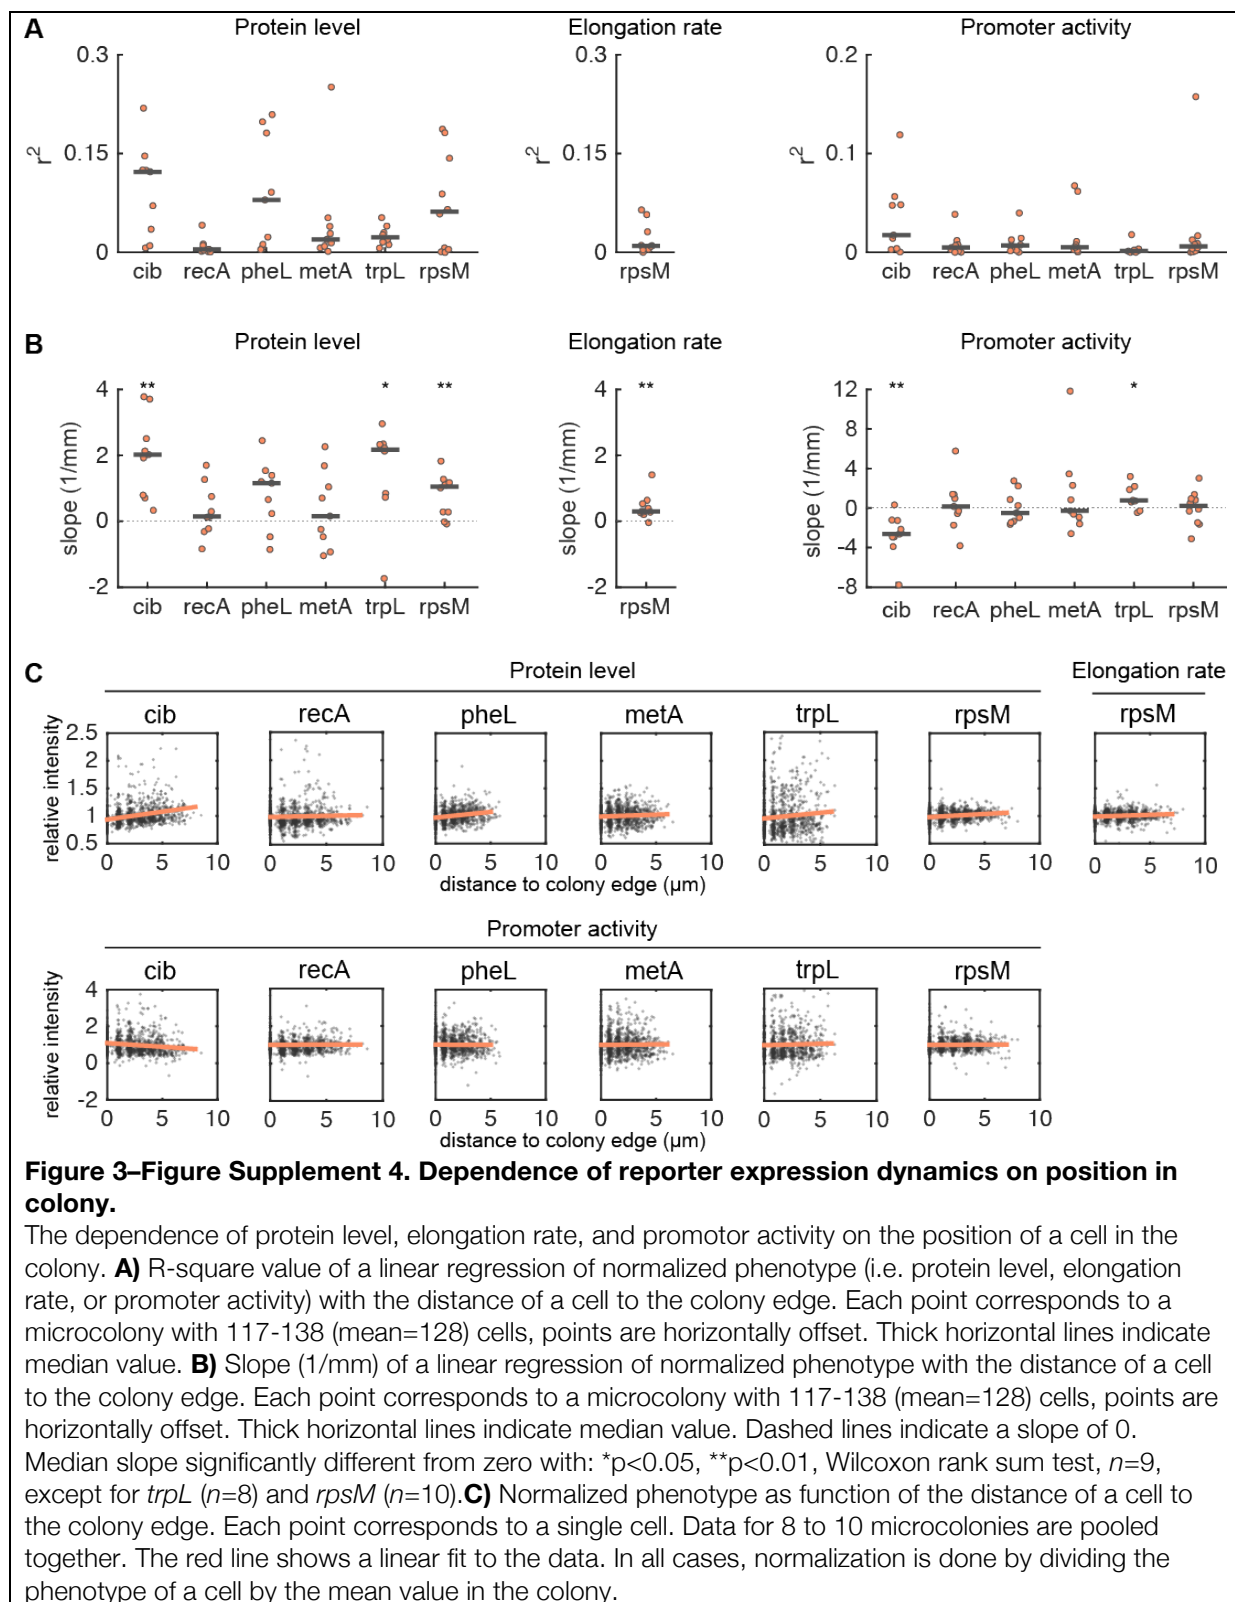 A Protein level Elongation rate Promoter activity
0.3 0.3 0.2
r2 0.15 r2 0.15 r2 0.1
0 0 0
cib recA pheL metA trpL rpsM rpsM cib recA pheL metA trpL rpsM
B Protein level Elongation rate Promoter activity
4 ** * ** 4 ** 12 ** *
8
slope (1/mm) 2 slope (1/mm) 2 slope (1/mm) 4
0 0 0
-4
-2 -2 -8
cib recA pheL metA trpL rpsM rpsM cib recA pheL metA trpL rpsM
C Protein level Elongation rate
cib recA pheL metA trpL rpsM rpsM
relative intensity 2.5
2
1.5
1
0.5
0 5 10 0 5 10 0 5 10 0 5 10 0 5 10 0 5 10 0 5 10
distance to colony edge (µm)
Promoter activity
cib recA pheL metA trpL rpsM
relative intensity 4
2
0
-2
0 5 10 0 5 10 0 5 10 0 5 10 0 5 10 0 5 10
distance to colony edge (µm)
Figure 3–Figure Supplement 4. Dependence of reporter expression dynamics on position in
colony.
The dependence of protein level, elongation rate, and promotor activity on the position of a cell in the
colony. A) R-square value of a linear regression of normalized phenotype (i.e. protein level, elongation
rate, or promoter activity) with the distance of a cell to the colony edge. Each point corresponds to a
microcolony with 117-138 (mean=128) cells, points are horizontally offset. Thick horizontal lines indicate
median value. B) Slope (1/mm) of a linear regression of normalized phenotype with the distance of a cell
to the colony edge. Each point corresponds to a microcolony with 117-138 (mean=128) cells, points are
horizontally offset. Thick horizontal lines indicate median value. Dashed lines indicate a slope of 0.
Median slope significantly different from zero with: *p<0.05, **p<0.01, Wilcoxon rank sum test, n=9,
except for trpL (n=8) and rpsM (n=10).C) Normalized phenotype as function of the distance of a cell to
the colony edge. Each point corresponds to a single cell. Data for 8 to 10 microcolonies are pooled
together. The red line shows a linear fit to the data. In all cases, normalization is done by dividing the
phenotype of a cell by the mean value in the colony.